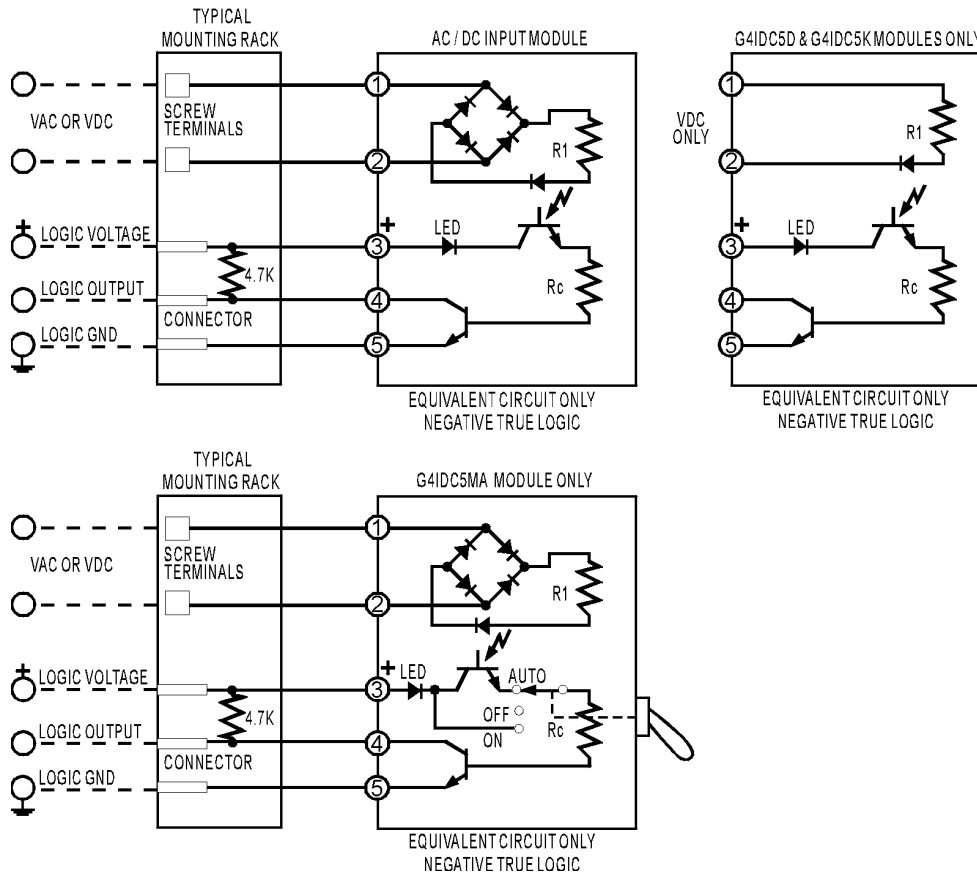 TYPICAL
MOUNTING RACK
AC / DC INPUT MODULE
G4IDC5D & G4IDC5K MODULES ONLY
VAC OR VDC
SCREW
TERMINALS
1
2
R1
+
LOGIC VOLTAGE
4.7K
LOGIC OUTPUT
CONNECTOR
LOGIC GND
+
3
LED
4
Rc
5
EQUIVALENT CIRCUIT ONLY
NEGATIVE TRUE LOGIC
1
VDC
ONLY
2
R1
+
3
LED
4
Rc
5
EQUIVALENT CIRCUIT ONLY
NEGATIVE TRUE LOGIC
TYPICAL
MOUNTING RACK
G4IDC5MA MODULE ONLY
VAC OR VDC
SCREW
TERMINALS
1
2
R1
+
LOGIC VOLTAGE
4.7K
LOGIC OUTPUT
CONNECTOR
LOGIC GND
+
3
LED
AUTO
OFF
ON
Rc
4
5
EQUIVALENT CIRCUIT ONLY
NEGATIVE TRUE LOGIC